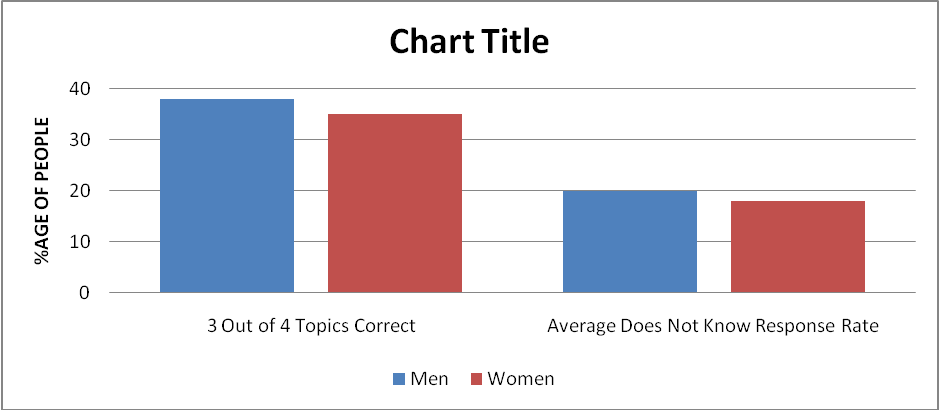 Chart Title
%AGE OF PEOPLE
40
30
20
10
0
3 Out of 4 Topics Correct
Average Does Not Know Response Rate
Men
Women